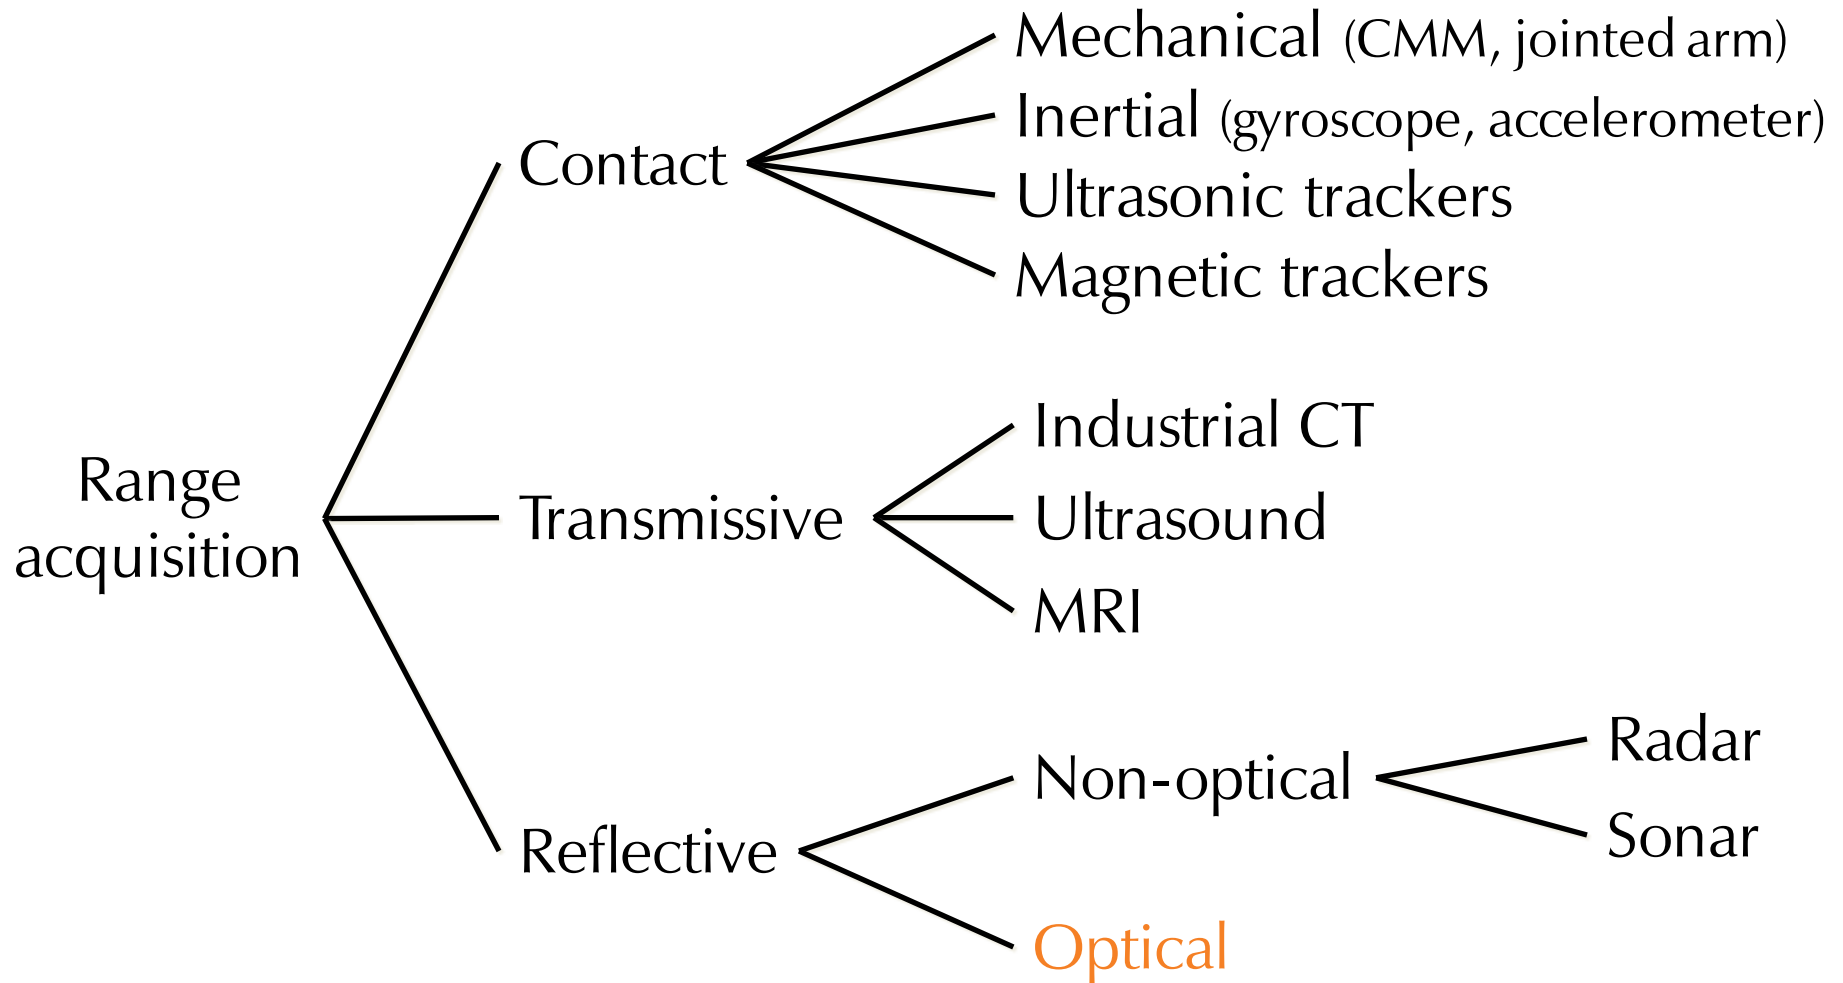 Range
acquisition
Contact
Mechanical (CMM, jointed arm)
Inertial (gyroscope, accelerometer)
Ultrasonic trackers
Magnetic trackers
Transmissive
Industrial CT
Ultrasound
MRI
Reflective
Non-optical
Radar
Sonar
Optical